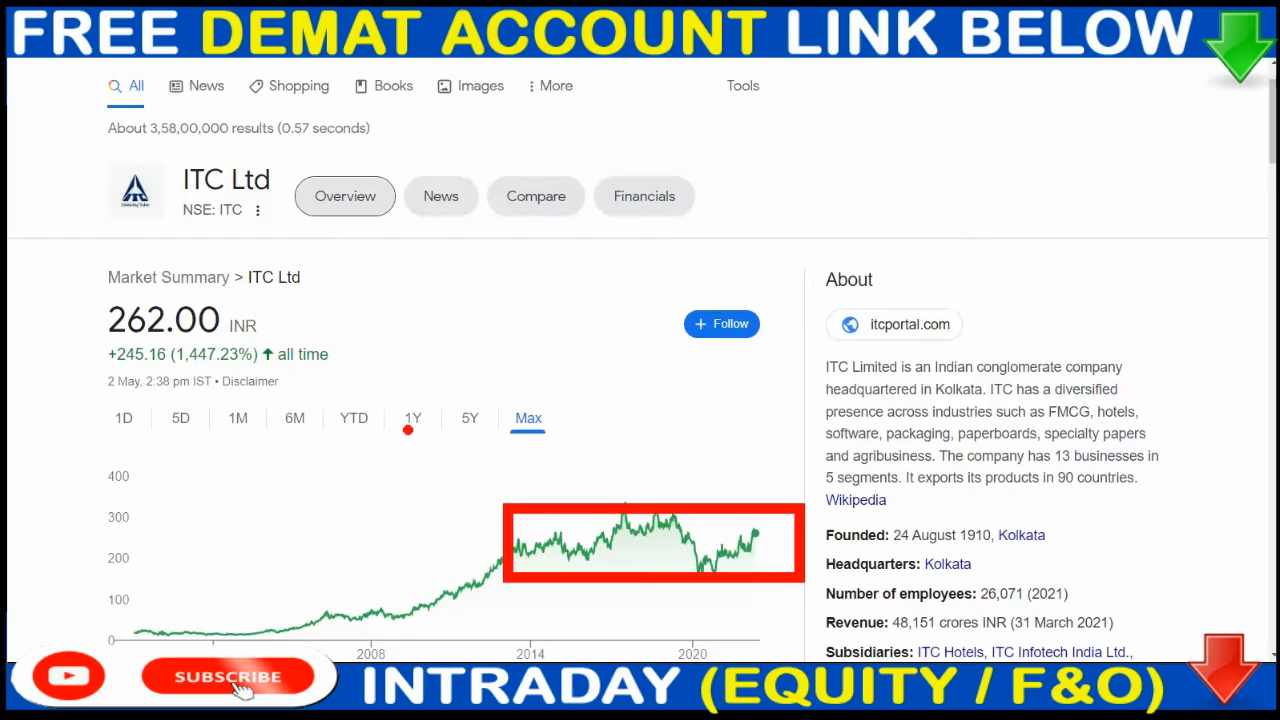 FREE DEMAT ACCOUNT LINK BELOW
All News Shopping Books Images More Tools
About 3,58,00,000 results (0.57 seconds)
ITC
ITC Ltd
NSE: ITC
Overview News Compare Financials
Market Summary > ITC Ltd
262.00 INR
+ Follow
+245.16 (1,447.23%) ↑ all time
2 May, 2:38 pm IST • Disclaimer
1D 5D 1M 6M YTD 1Y 5Y Max
400
300
200
100
0
2008 2014 2020
About
itcportal.com
ITC Limited is an Indian conglomerate company
headquartered in Kolkata. ITC has a diversified
presence across industries such as FMCG, hotels,
software, packaging, paperboards, specialty papers
and agribusiness. The company has 13 businesses in
5 segments. It exports its products in 90 countries.
Wikipedia
Founded: 24 August 1910, Kolkata
Headquarters: Kolkata
Number of employees: 26,071 (2021)
Revenue: 48,151 crores INR (31 March 2021)
Subsidiaries: ITC Hotels, ITC Infotech India Ltd.,
SUBSCRIBE
INTRADAY (EQUITY / F&O)